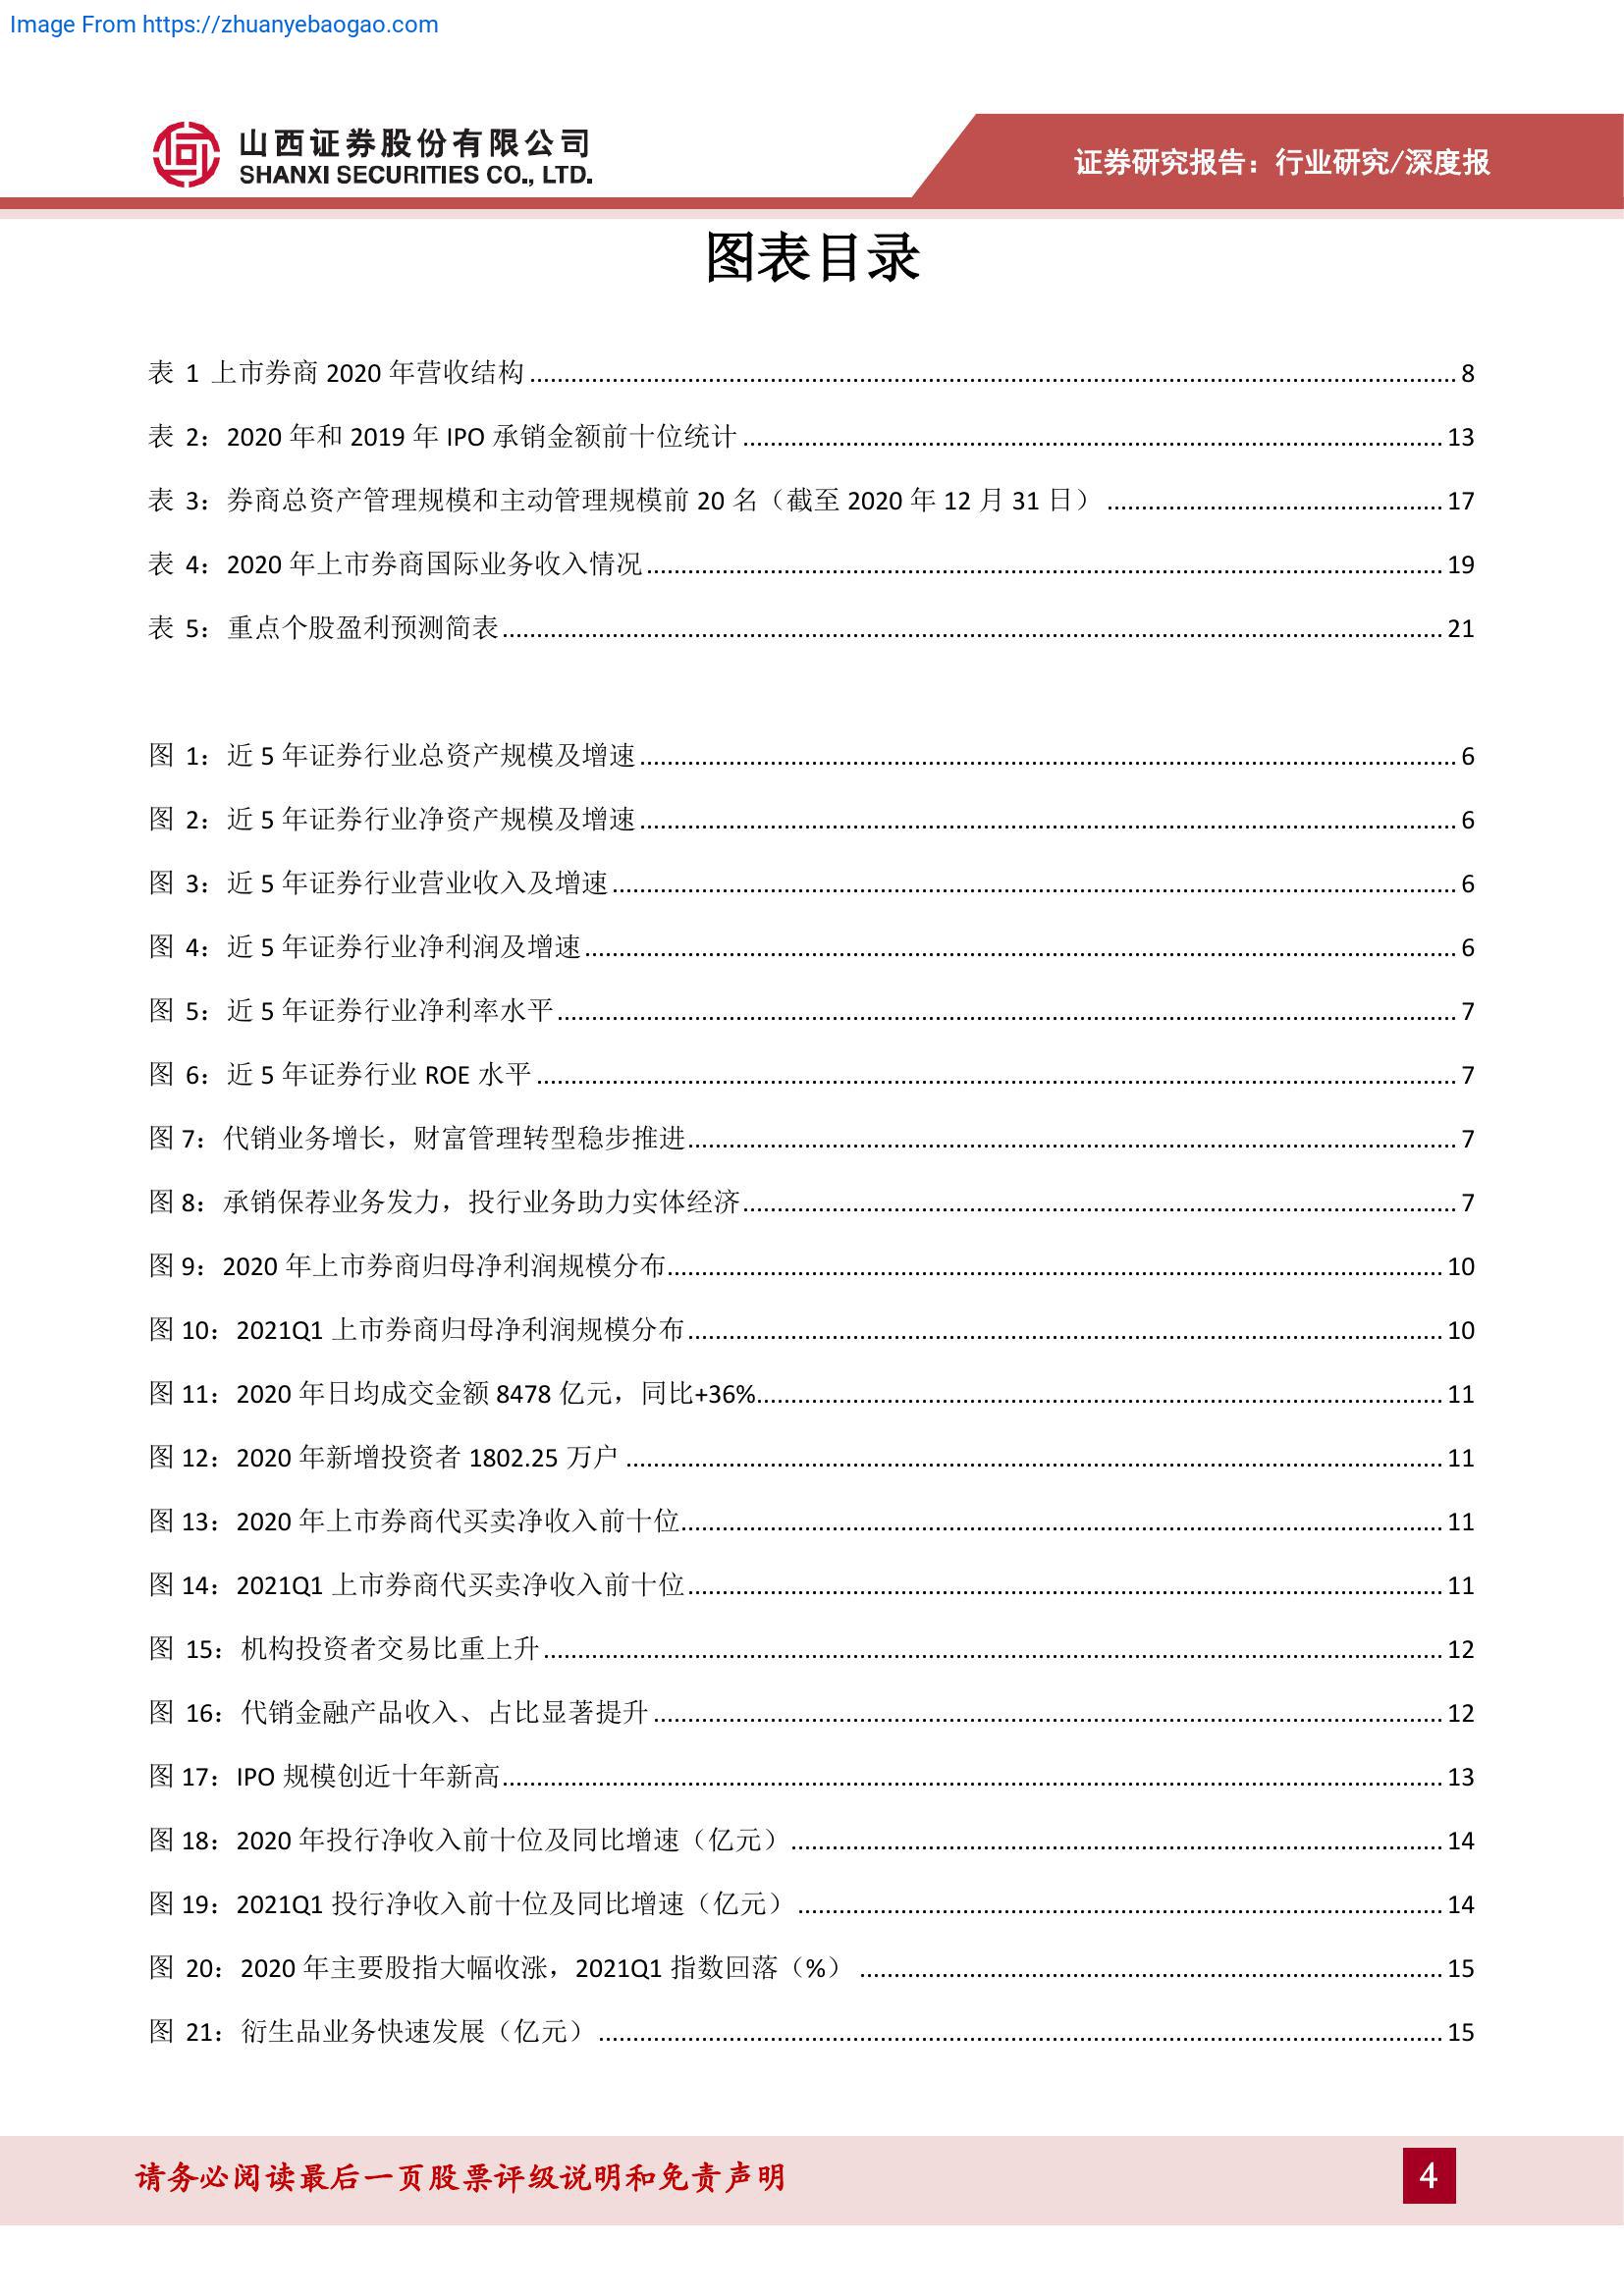 Image From https://zhuanyebaogao.com
山西证券股份有限公司
SHANXI SECURITIES CO., LTD.
证券研究报告：行业研究/深度报
图表目录
表 1 上市券商 2020 年营收结构 8
表 2：2020 年和 2019 年 IPO 承销金额前十位统计 13
表 3：券商总资产管理规模和主动管理规模前 20 名（截至 2020 年 12 月 31 日） 17
表 4：2020 年上市券商国际业务收入情况 19
表 5：重点个股盈利预测简表 21
图 1：近 5 年证券行业总资产规模及增速 6
图 2：近 5 年证券行业净资产规模及增速 6
图 3：近 5 年证券行业营业收入及增速 6
图 4：近 5 年证券行业净利润及增速 6
图 5：近 5 年证券行业净利率水平 7
图 6：近 5 年证券行业 ROE 水平 7
图 7：代销业务增长，财富管理转型稳步推进 7
图 8：承销保荐业务发力，投行业务助力实体经济 7
图 9：2020 年上市券商归母净利润规模分布 10
图 10：2021Q1 上市券商归母净利润规模分布 10
图 11：2020 年日均成交金额 8478 亿元，同比+36% 11
图 12：2020 年新增投资者 1802.25 万户 11
图 13：2020 年上市券商代买卖净收入前十位 11
图 14：2021Q1 上市券商代买卖净收入前十位 11
图 15：机构投资者交易比重上升 12
图 16：代销金融产品收入、占比显著提升 12
图 17：IPO 规模创近十年新高 13
图 18：2020 年投行净收入前十位及同比增速（亿元） 14
图 19：2021Q1 投行净收入前十位及同比增速（亿元） 14
图 20：2020 年主要股指大幅收涨，2021Q1 指数回落（%） 15
图 21：衍生品业务快速发展（亿元） 15
请务必阅读最后一页股票评级说明和免责声明
4